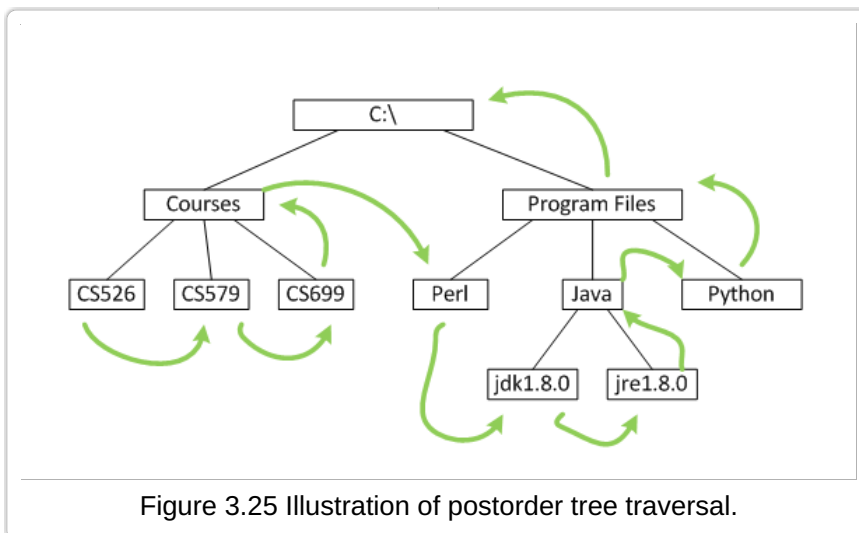 C:\
Courses
Program Files
CS526
CS579
CS699
Perl
Java
Python
jdk1.8.0
jre1.8.0
Figure 3.25 Illustration of postorder tree traversal.